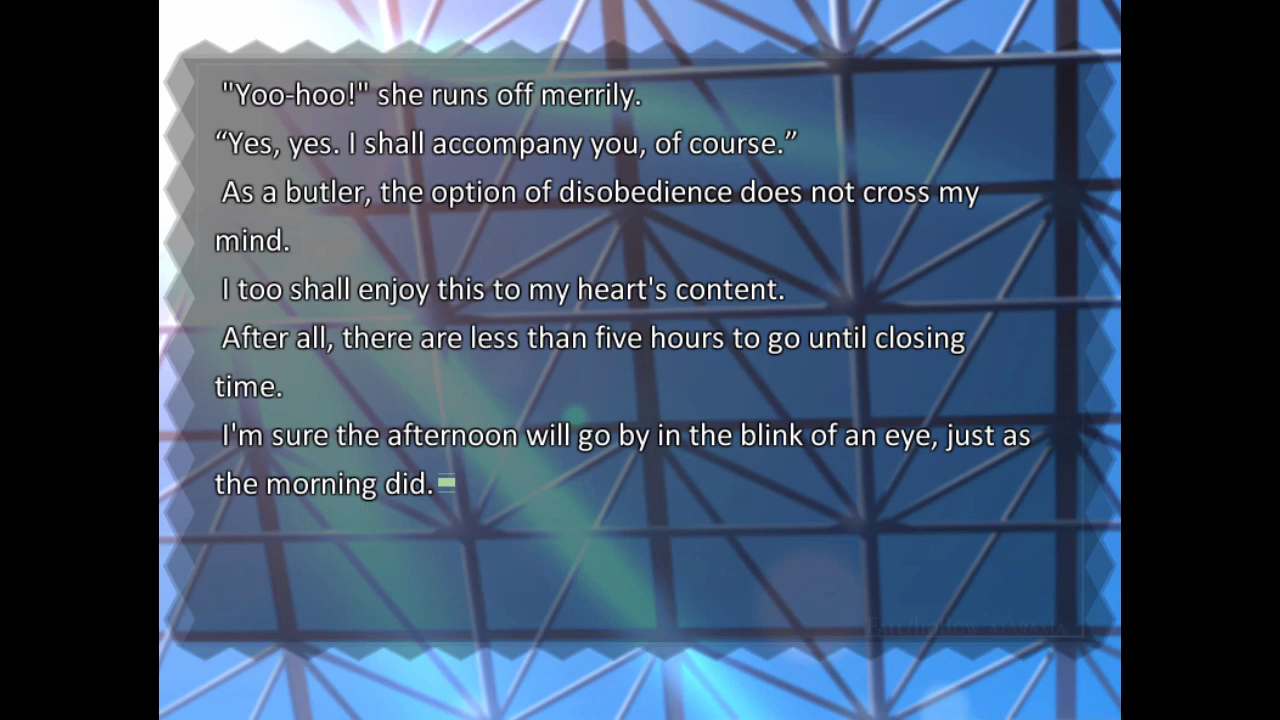 "Yoo-hoo!" she runs off merrily.
“Yes, yes. I shall accompany you, of course.”
As a butler, the option of disobedience does not cross my
mind.
I too shall enjoy this to my heart's content.
After all, there are less than five hours to go until closing
time.
I'm sure the afternoon will go by in the blink of an eye, just as
the morning did.
Fate/hollow ataraxia